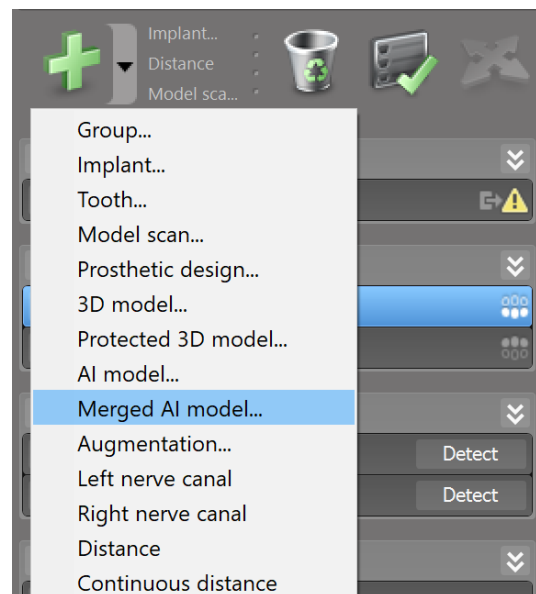 Implant...
Distance
Model sca...
Group...
Implant...
Tooth...
Model scan...
Prosthetic design...
3D model...
Protected 3D model...
AI model...
Merged AI model...
Augmentation...
Detect
Left nerve canal
Detect
Right nerve canal
Distance
Continuous distance